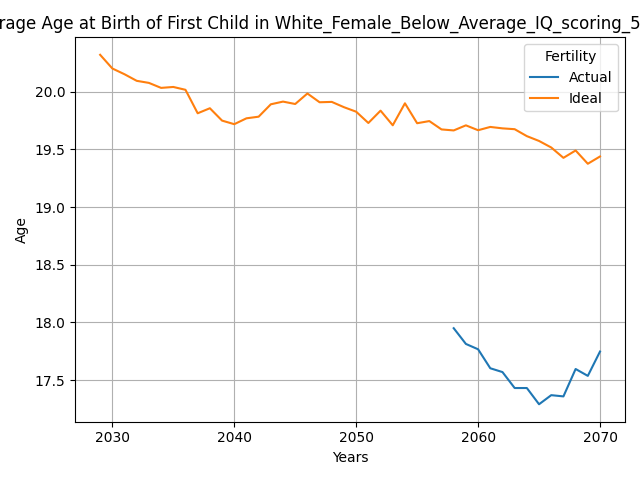 rage Age at Birth of First Child in White_Female_Below_Average_IQ_scoring_5
Fertility
Actual
Ideal
20.0
19.5
19.0
18.5
18.0
17.5
Age
2030 2040 2050 2060 2070
Years